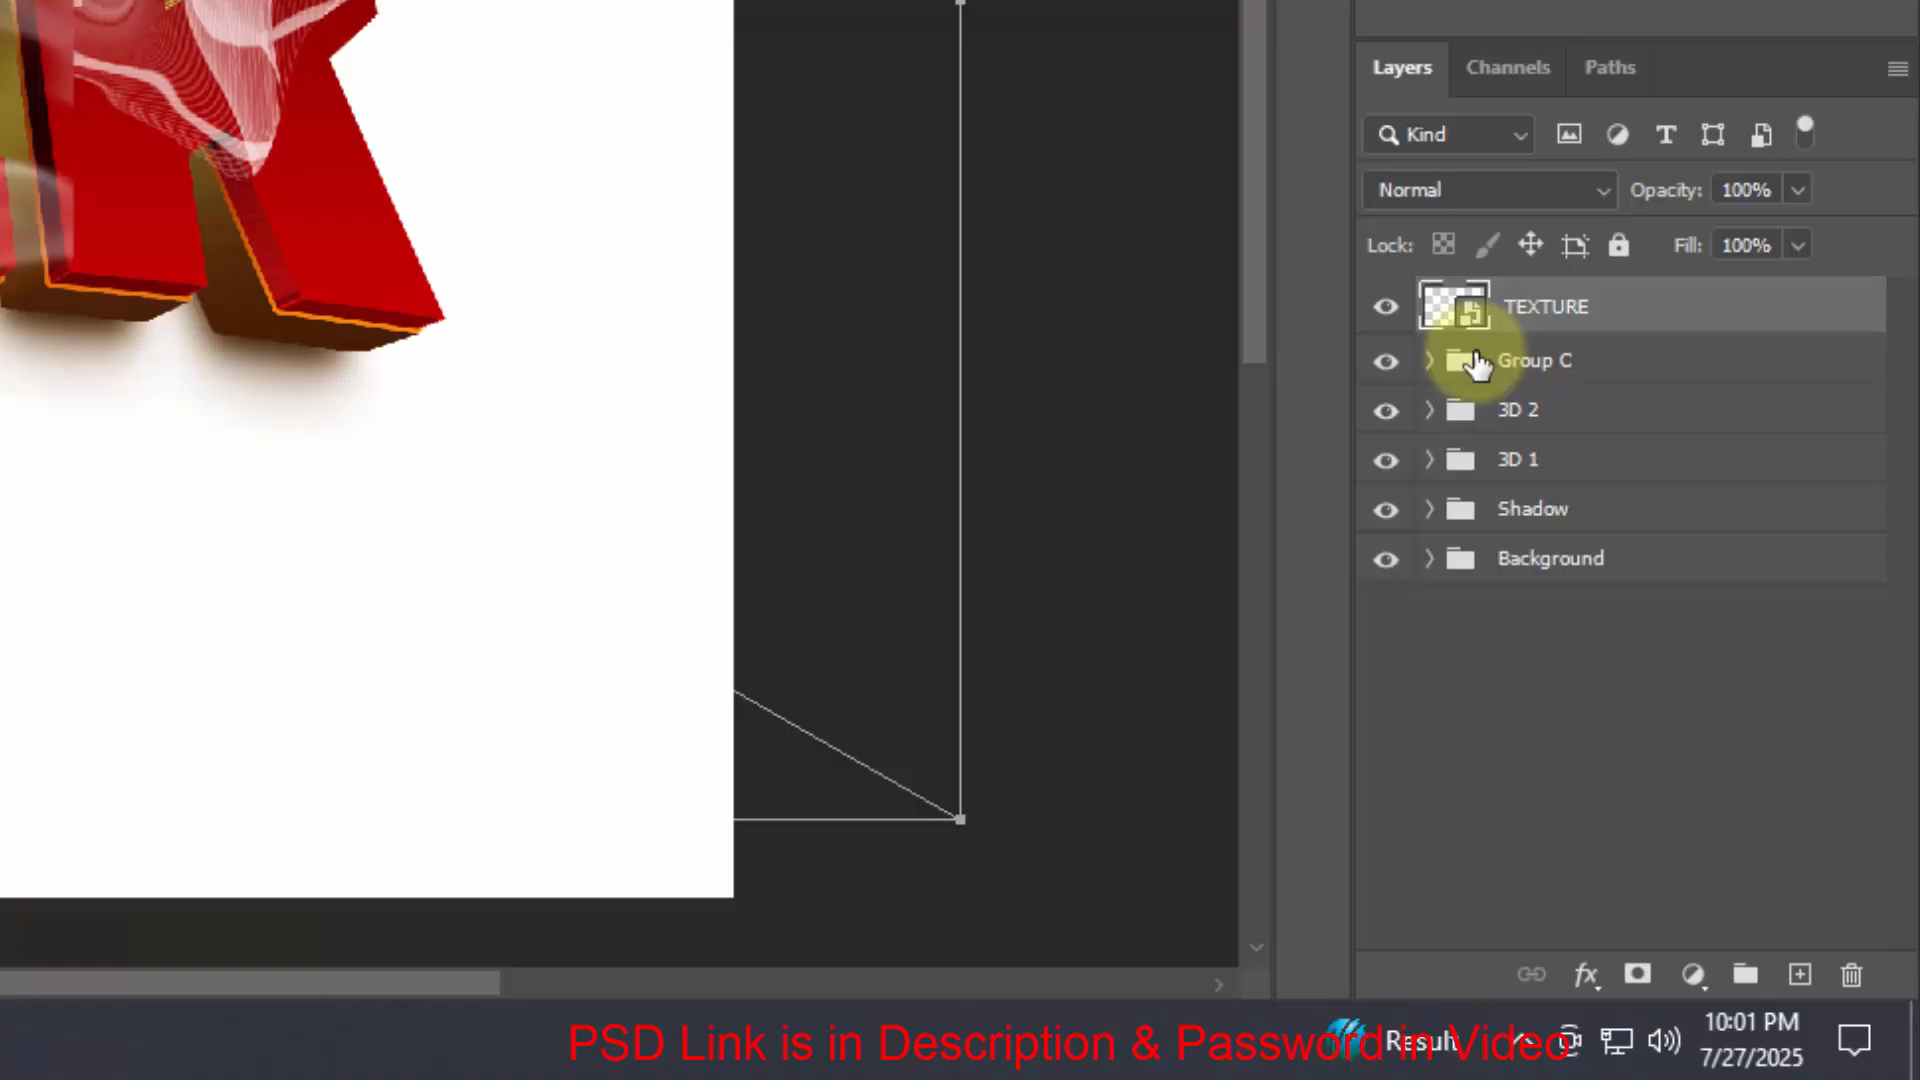 Layers Channels Paths
Kind
Normal Opacity: 100%
Lock: Fill: 100%
TEXTURE
Group C
3D 2
3D 1
Shadow
Background
fx
PSD Link is in Description & Password in Video
Result
10:01 PM
7/27/2025